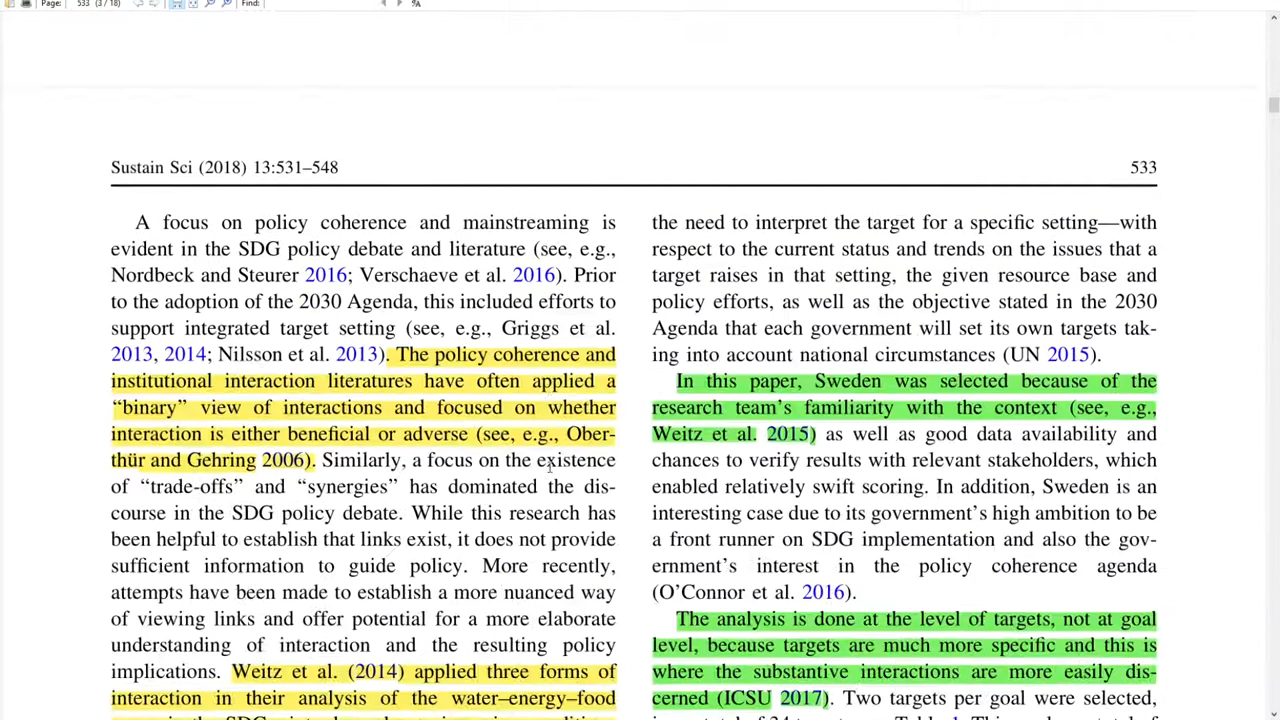 Page:
533 (3 / 18)
Find:
Sustain Sci (2018) 13:531–548
533
A focus on policy coherence and mainstreaming is
evident in the SDG policy debate and literature (see, e.g.,
Nordbeck and Steurer 2016; Verschaeve et al. 2016). Prior
to the adoption of the 2030 Agenda, this included efforts to
support integrated target setting (see, e.g., Griggs et al.
2013, 2014; Nilsson et al. 2013). The policy coherence and
institutional interaction literatures have often applied a
“binary” view of interactions and focused on whether
interaction is either beneficial or adverse (see, e.g., Ober-
thür and Gehring 2006). Similarly, a focus on the existence
of “trade-offs” and “synergies” has dominated the dis-
course in the SDG policy debate. While this research has
been helpful to establish that links exist, it does not provide
sufficient information to guide policy. More recently,
attempts have been made to establish a more nuanced way
of viewing links and offer potential for a more elaborate
understanding of interaction and the resulting policy
implications. Weitz et al. (2014) applied three forms of
interaction in their analysis of the water–energy–food
the need to interpret the target for a specific setting—with
respect to the current status and trends on the issues that a
target raises in that setting, the given resource base and
policy efforts, as well as the objective stated in the 2030
Agenda that each government will set its own targets tak-
ing into account national circumstances (UN 2015).
In this paper, Sweden was selected because of the
research team’s familiarity with the context (see, e.g.,
Weitz et al. 2015) as well as good data availability and
chances to verify results with relevant stakeholders, which
enabled relatively swift scoring. In addition, Sweden is an
interesting case due to its government’s high ambition to be
a front runner on SDG implementation and also the gov-
ernment’s interest in the policy coherence agenda
(O’Connor et al. 2016).
The analysis is done at the level of targets, not at goal
level, because targets are much more specific and this is
where the substantive interactions are more easily dis-
cerned (ICSU 2017). Two targets per goal were selected,